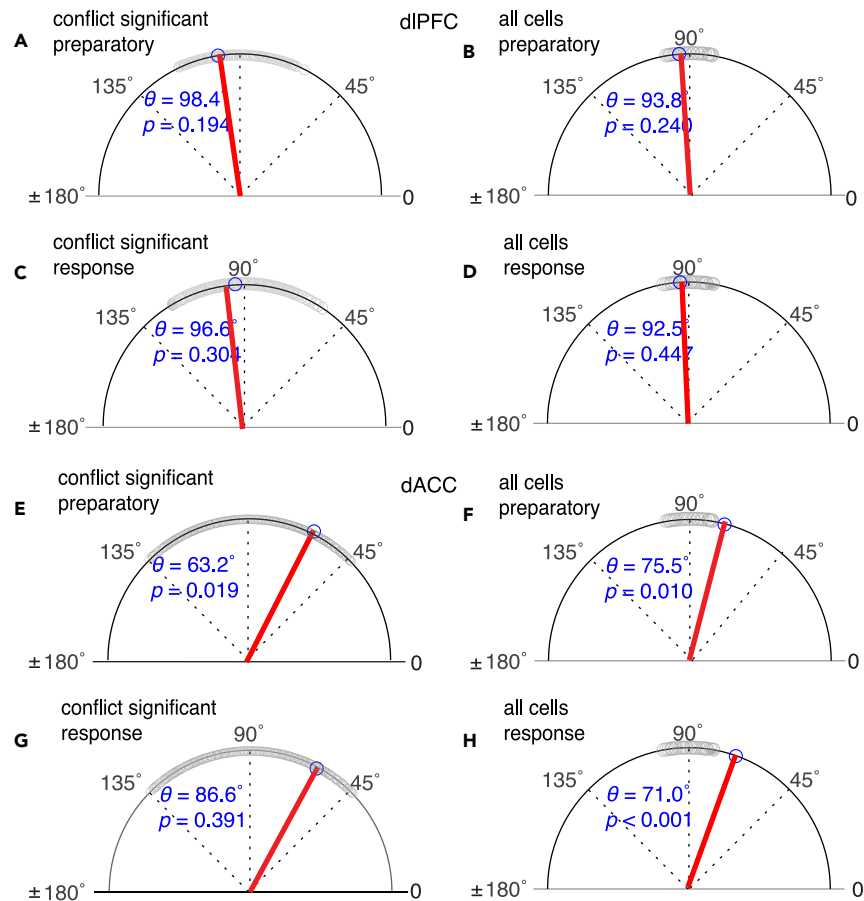 conflict significant
preparatory
dlPFC
all cells
preparatory
A
135°
45°
θ = 98.4°
p = 0.194
± 180°
0
B
90°
135°
45°
θ = 93.8°
p = 0.240
± 180°
0
conflict significant
response
all cells
response
C
90°
135°
45°
θ = 96.6°
p = 0.304
± 180°
0
D
90°
135°
45°
θ = 92.5°
p = 0.447
± 180°
0
conflict significant
preparatory
dACC
all cells
preparatory
E
135°
45°
θ = 63.2°
p = 0.019
± 180°
0
F
90°
135°
45°
θ = 75.5°
p = 0.010
± 180°
0
conflict significant
response
all cells
response
G
90°
135°
45°
θ = 86.6°
p = 0.391
± 180°
0
H
90°
135°
45°
θ = 71.0°
p < 0.001
± 180°
0